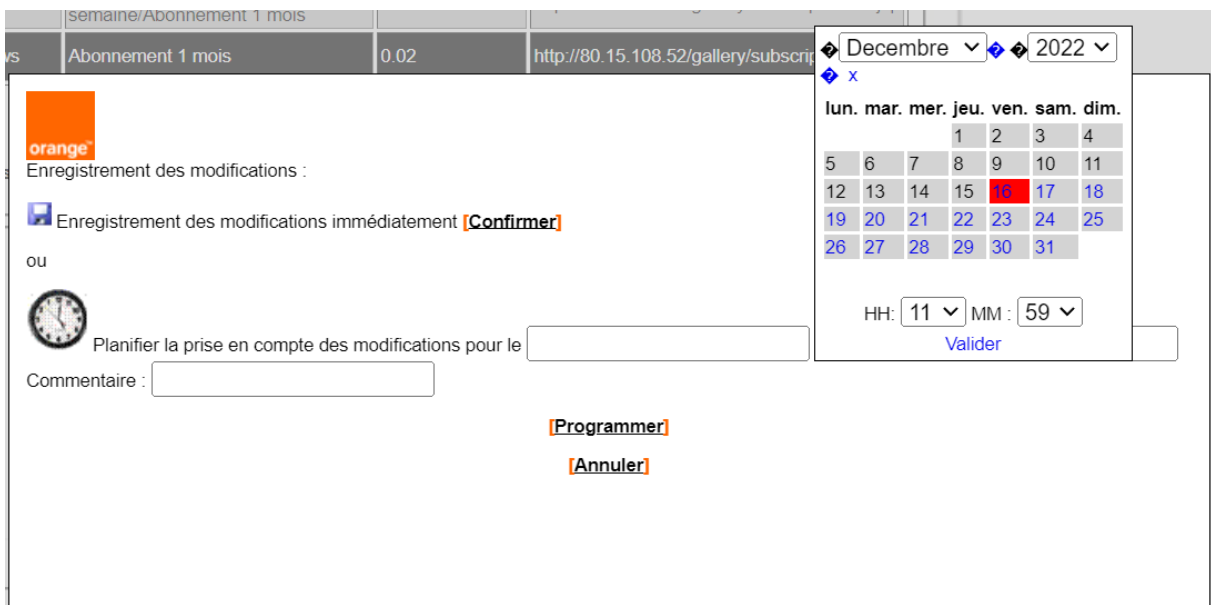 semaine/Abonnement 1 mois
ws Abonnement 1 mois 0.02 http://80.15.108.52/gallery/subscrip
� Decembre � � 2022
� x
lun. mar. mer. jeu. ven. sam. dim.
1 2 3 4
5 6 7 8 9 10 11
12 13 14 15 16 17 18
19 20 21 22 23 24 25
26 27 28 29 30 31
HH: 11 MM : 59
Valider
orange™
Enregistrement des modifications :
Enregistrement des modifications immédiatement [Confirmer]
ou
Planifier la prise en compte des modifications pour le
Commentaire :
[Programmer]
[Annuler]